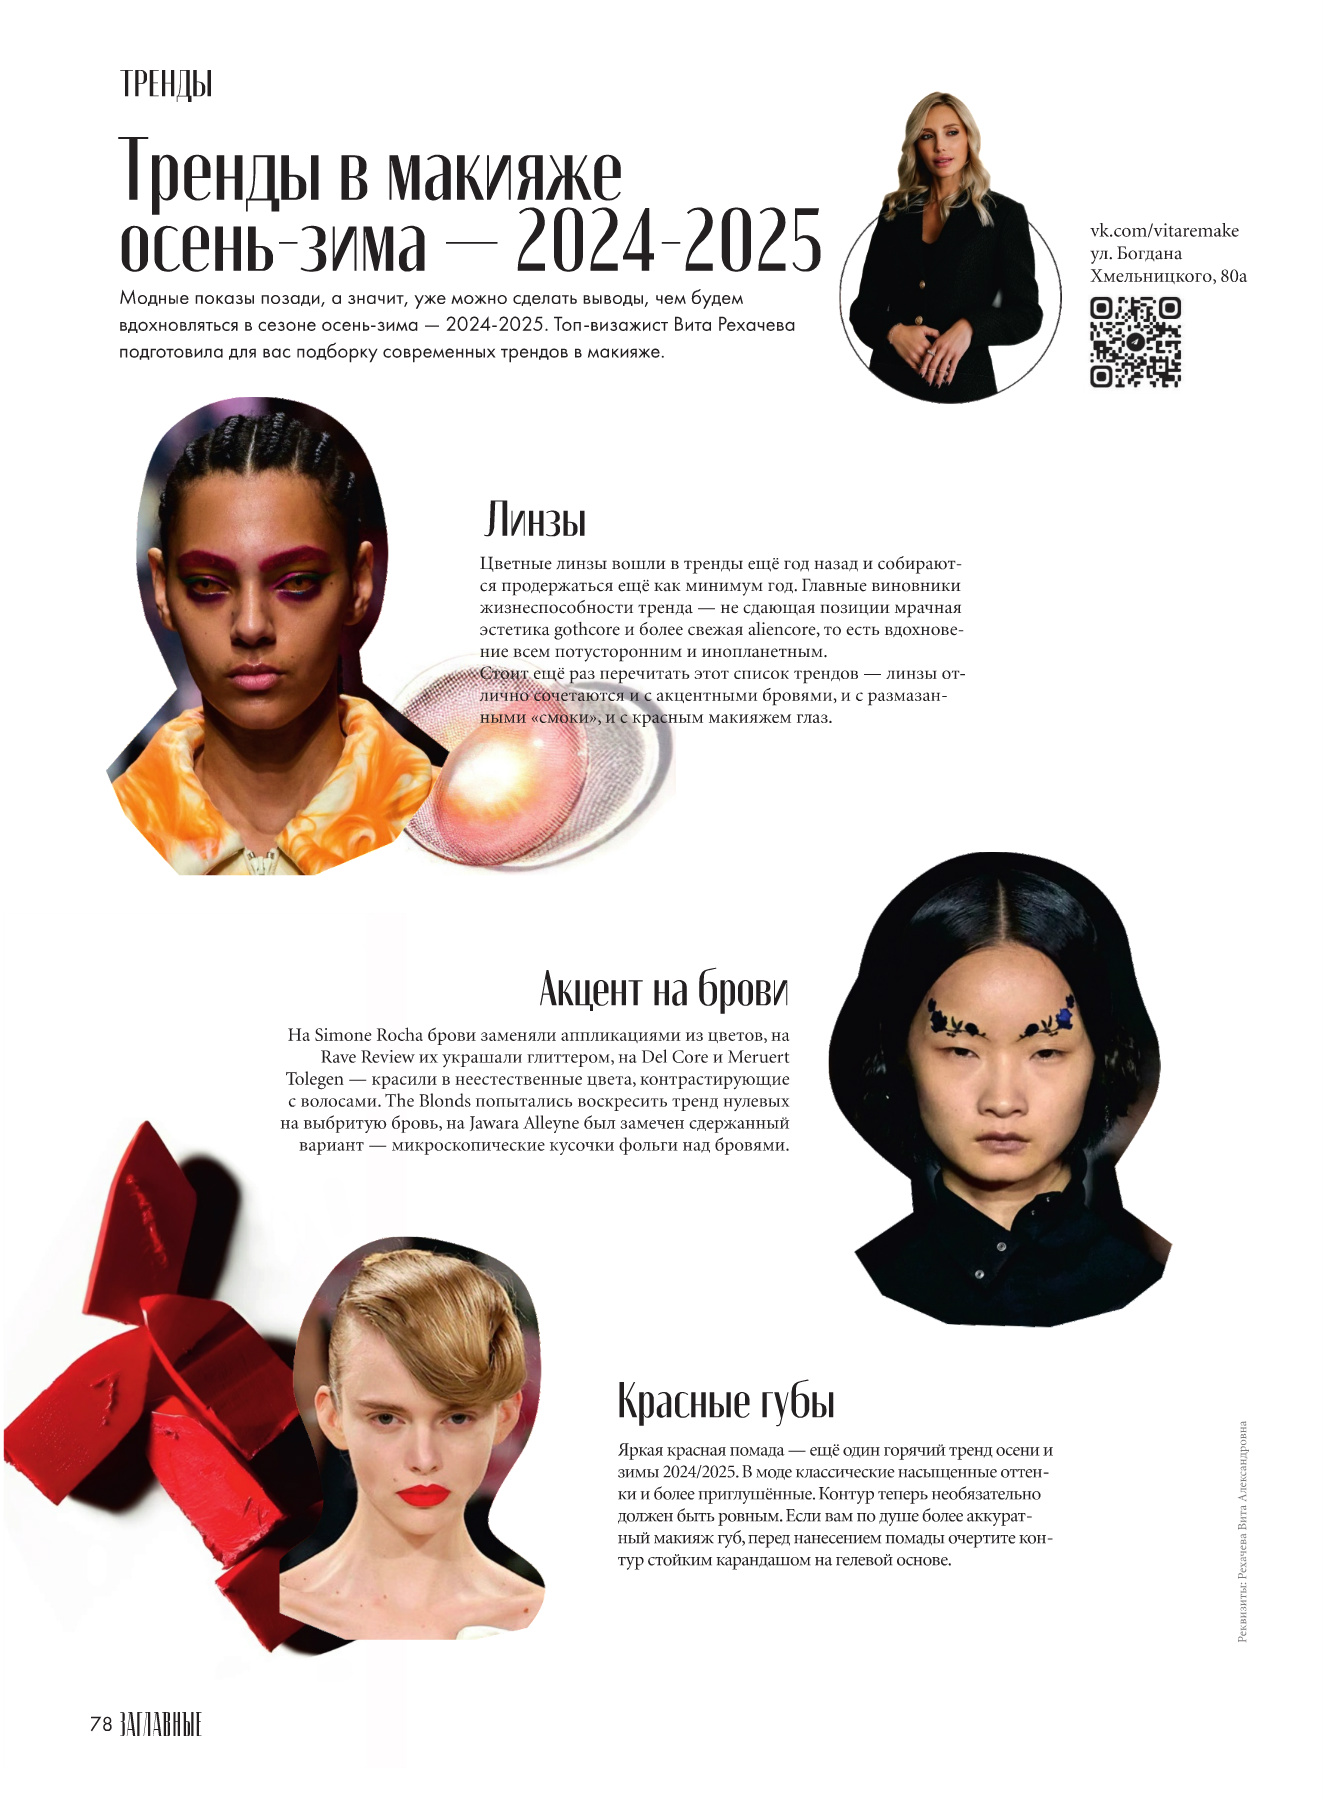 ТРЕНДЫ
Тренды в макияже
осень-зима — 2024-2025
Модные показы позади, а значит, уже можно сделать выводы, чем будем
вдохновляться в сезоне осень-зима — 2024-2025. Топ-визажист Вита Рехачева
подготовила для вас подборку современных трендов в макияже.
vk.com/vitaremake
ул. Богдана
Хмельницкого, 80а
Линзы
Цветные линзы вошли в тренды ещё год назад и собирают-
ся продержаться ещё как минимум год. Главные виновники
жизнеспособности тренда — не сдающая позиции мрачная
эстетика gothcore и более свежая aliencore, то есть вдохнове-
ние всем потусторонним и инопланетным.
Стоит ещё раз перечитать этот список трендов — линзы от-
лично сочетаются и с акцентными бровями, и с размазан-
ными «смоки», и с красным макияжем глаз.
Акцент на брови
На Simone Rocha брови заменяли аппликациями из цветов, на
Rave Review их украшали глиттером, на Del Core и Meruert
Tolegen — красили в неестественные цвета, контрастирующие
с волосами. The Blonds попытались воскресить тренд нулевых
на выбритую бровь, на Jawara Alleyne был замечен сдержанный
вариант — микроскопические кусочки фольги над бровями.
Красные губы
Яркая красная помада — ещё один горячий тренд осени и
зимы 2024/2025. В моде классические насыщенные оттен-
ки и более приглушённые. Контур теперь необязательно
должен быть ровным. Если вам по душе более аккурат-
ный макияж губ, перед нанесением помады очертите кон-
тур стойким карандашом на гелевой основе.
Реквизиты: Рехачева Вита Александровна
78 ЗАГЛАВНЫЕ